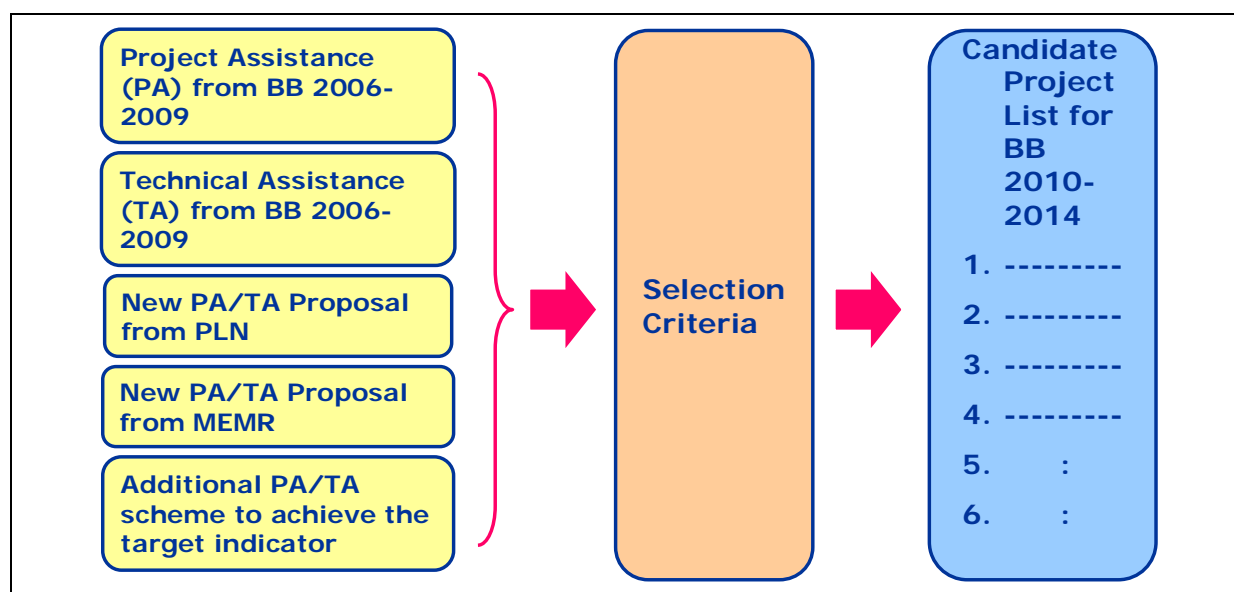 Project Assistance
(PA) from BB 2006-
2009
Technical Assistance
(TA) from BB 2006-
2009
New PA/TA Proposal
from PLN
New PA/TA Proposal
from MEMR
Additional PA/TA
scheme to achieve the
target indicator
Selection
Criteria
Candidate
Project
List for
BB
2010-
2014
1. ---------
2. ---------
3. ---------
4. ---------
5. :
6. :